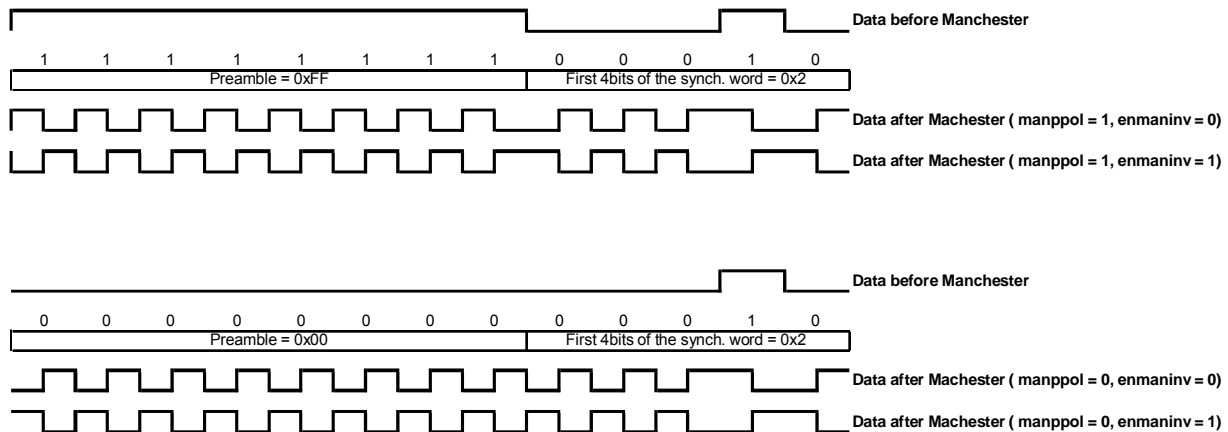 Data before Manchester
1 1 1 1 1 1 1 1 0 0 0 1 0
Preamble = 0xFF First 4bits of the synch. word = 0x2
Data after Machester ( manppol = 1, enmaninv = 0)
Data after Machester ( manppol = 1, enmaninv = 1)
Data before Manchester
0 0 0 0 0 0 0 0 0 0 0 1 0
Preamble = 0x00 First 4bits of the synch. word = 0x2
Data after Machester ( manppol = 0, enmaninv = 0)
Data after Machester ( manppol = 0, enmaninv = 1)